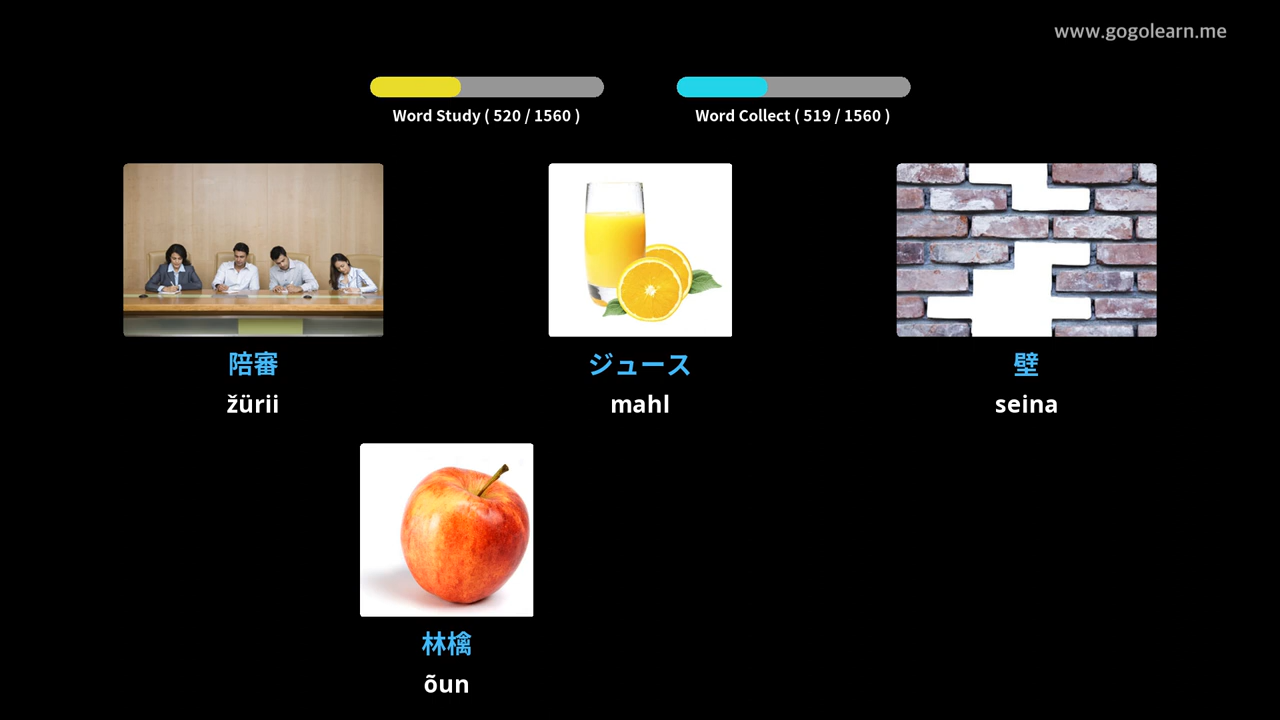 www.gogolearn.me
Word Study ( 520 / 1560 )
Word Collect ( 519 / 1560 )
陪審
žürii
ジュース
mahl
壁
seina
林檎
õun